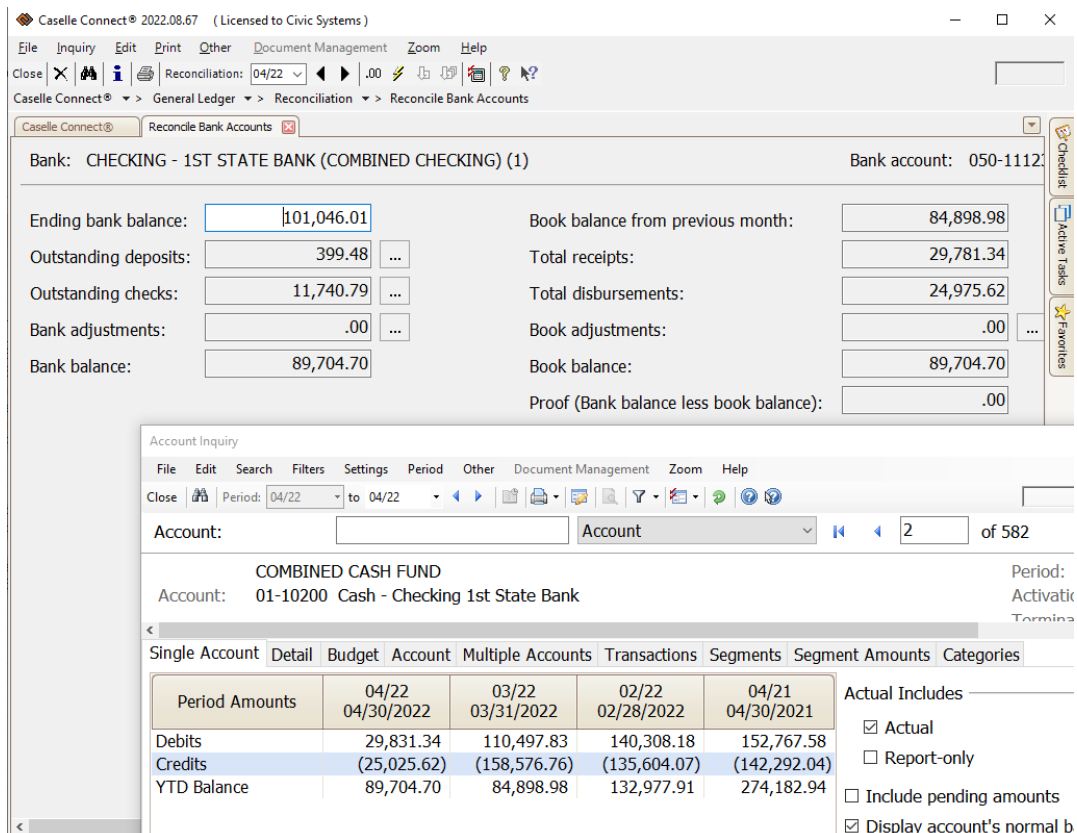 Caselle Connect® 2022.08.67 ( Licensed to Civic Systems )
File Inquiry Edit Print Other Document Management Zoom Help
Close Reconciliation: 04/22 .00
Caselle Connect® > General Ledger > Reconciliation > Reconcile Bank Accounts
Caselle Connect® Reconcile Bank Accounts
Checklist
Active Tasks
Favorites
Bank: CHECKING - 1ST STATE BANK (COMBINED CHECKING) (1) Bank account: 050-1112
Ending bank balance: 101,046.01 Book balance from previous month: 84,898.98
Outstanding deposits: 399.48 ... Total receipts: 29,781.34
Outstanding checks: 11,740.79 ... Total disbursements: 24,975.62
Bank adjustments: .00 ... Book adjustments: .00 ...
Bank balance: 89,704.70 Book balance: 89,704.70
Proof (Bank balance less book balance): .00
Account Inquiry
File Edit Search Filters Settings Period Other Document Management Zoom Help
Close Period: 04/22 to 04/22
Account: Account 2 of 582
COMBINED CASH FUND Period:
Account: 01-10200 Cash - Checking 1st State Bank
Single Account Detail Budget Account Multiple Accounts Transactions Segments Segment Amounts Categories
Period Amounts 04/22 03/22 02/22 04/21
04/30/2022 03/31/2022 02/28/2022 04/30/2021
Debits 29,831.34 110,497.83 140,308.18 152,767.58
Credits (25,025.62) (158,576.76) (135,604.07) (142,292.04)
YTD Balance 89,704.70 84,898.98 132,977.91 274,182.94
Actual Includes
Actual
Report-only
Include pending amounts
Display account's normal